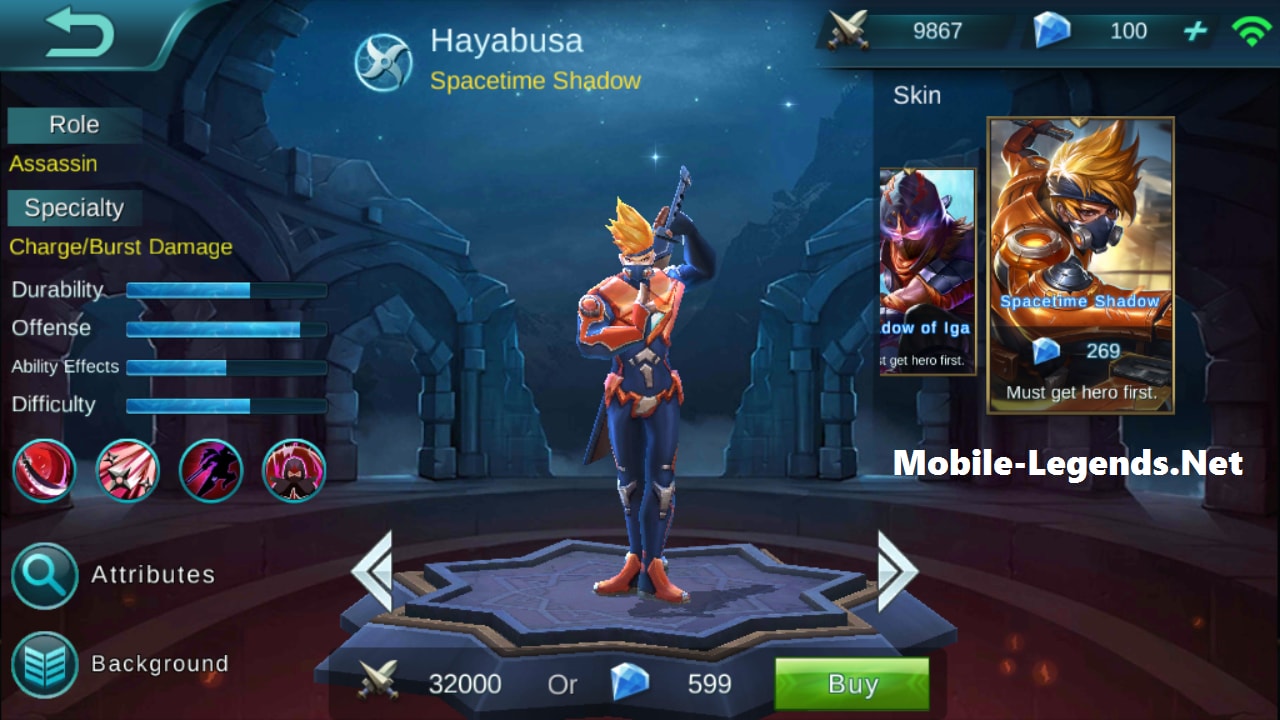 Hayabusa
Spacetime Shadow
9867
100
Role
Assassin
Specialty
Charge/Burst Damage
Durability
Offense
Ability Effects
Difficulty
Attributes
Background
Skin
dow of Iga
st get hero first.
Spacetime Shadow
269
Must get hero first.
Mobile-Legends.Net
32000 Or 599
Buy